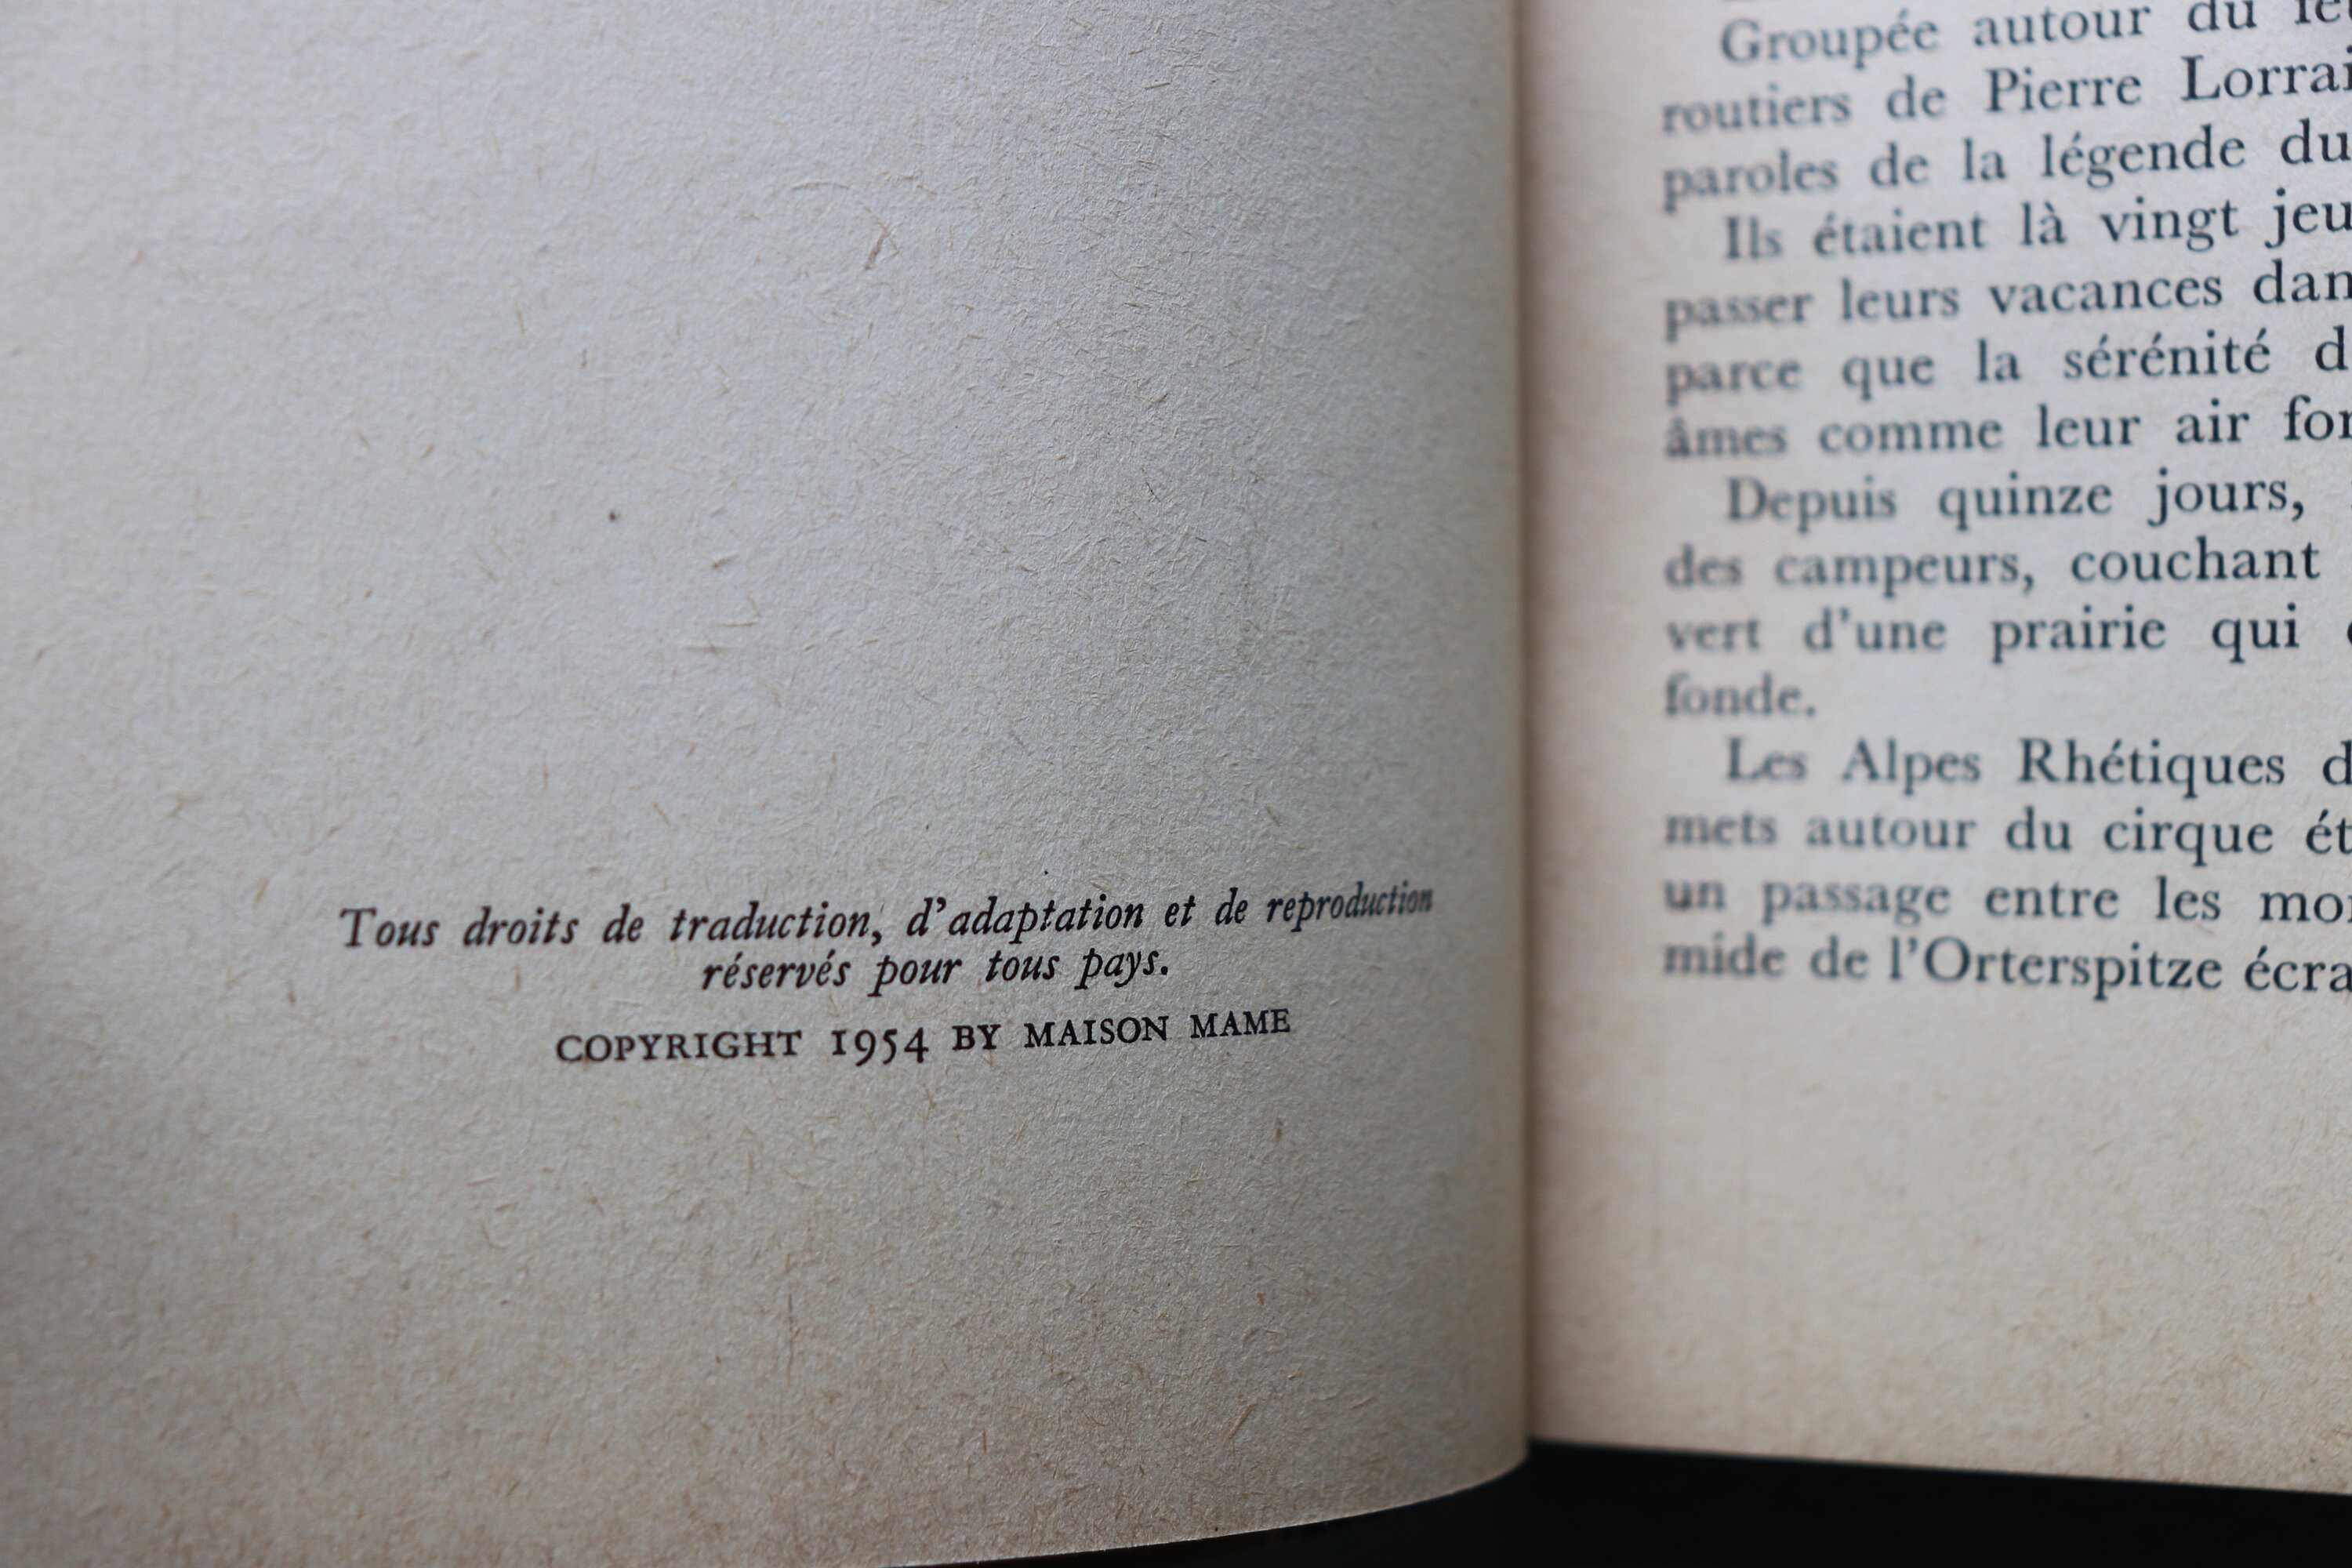 Tous droits de traduction, d'adaptation et de reproduction
réservés pour tous pays.
COPYRIGHT 1954 BY MAISON MAME
Groupée autour du
routiers de Pierre
paroles de la légende du
Ils étaient là vingt
passer leurs vacances
parce que la sérénité
âmes comme leur air
Depuis quinze jours,
des campeurs, couchant
vert d'une prairie qui
fonde.
Les Alpes Rhétiques
mets autour du cirque
un passage entre les
mide de l'Orterspitze